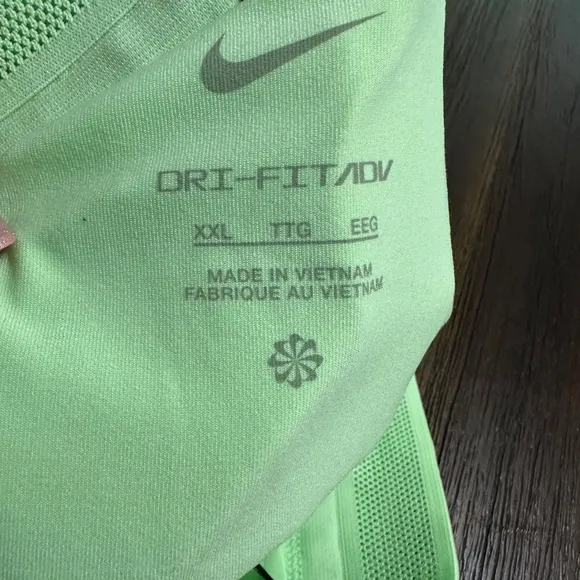 DRI-FIT ADV
XXL TTG EEG
MADE IN VIETNAM
FABRIQUE AU VIETNAM